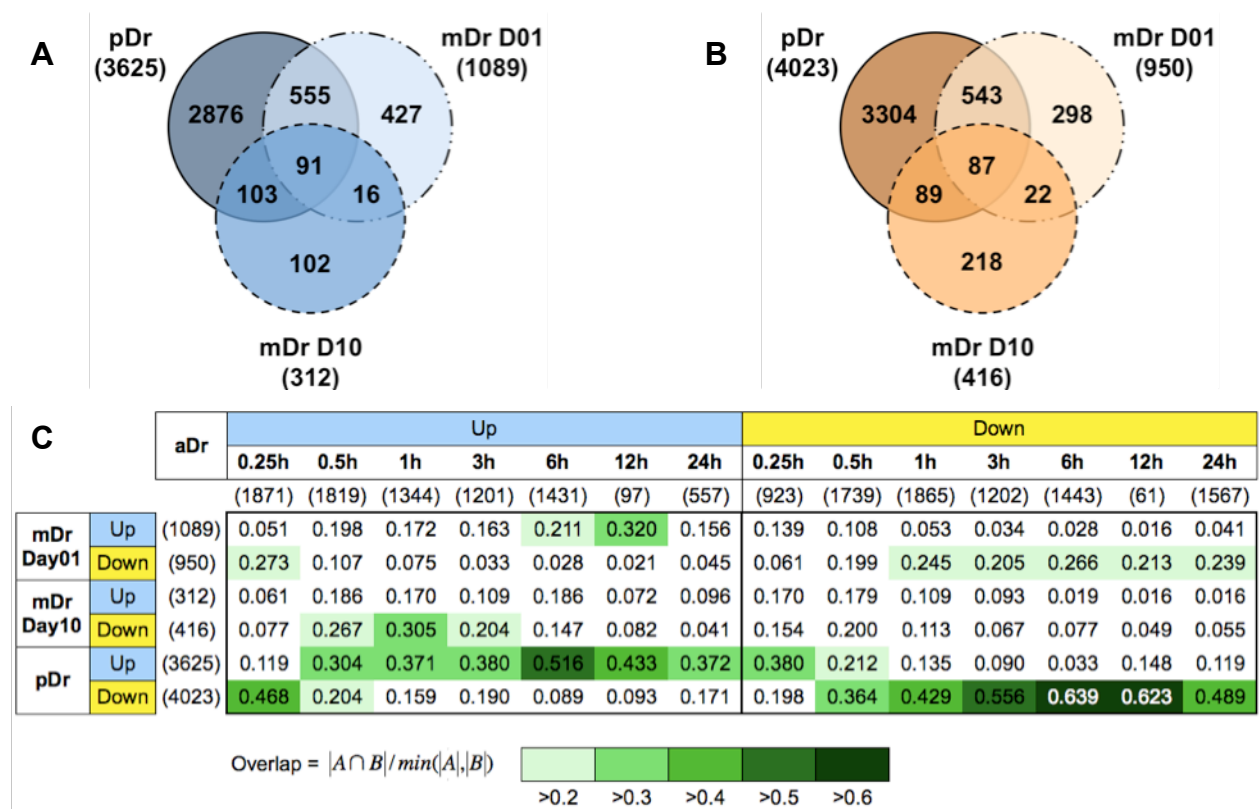 A
pDr
(3625)
mDr D01
(1089)
2876
555
427
91
103
16
102
mDr D10
(312)
B
pDr
(4023)
mDr D01
(950)
3304
543
298
87
89
22
218
mDr D10
(416)
C
aDr Up Down
0.25h 0.5h 1h 3h 6h 12h 24h 0.25h 0.5h 1h 3h 6h 12h 24h
(1871) (1819) (1344) (1201) (1431) (97) (557) (923) (1739) (1865) (1202) (1443) (61) (1567)
mDr Day01 Up (1089) 0.051 0.198 0.172 0.163 0.211 0.320 0.156 0.139 0.108 0.053 0.034 0.028 0.016 0.041
Down (950) 0.273 0.107 0.075 0.033 0.028 0.021 0.045 0.061 0.199 0.245 0.205 0.266 0.213 0.239
mDr Day10 Up (312) 0.061 0.186 0.170 0.109 0.186 0.072 0.096 0.170 0.179 0.109 0.093 0.019 0.016 0.016
Down (416) 0.077 0.267 0.305 0.204 0.147 0.082 0.041 0.154 0.200 0.113 0.067 0.077 0.049 0.055
pDr Up (3625) 0.119 0.304 0.371 0.380 0.516 0.433 0.372 0.380 0.212 0.135 0.090 0.033 0.148 0.119
Down (4023) 0.468 0.204 0.159 0.190 0.089 0.093 0.171 0.198 0.364 0.429 0.556 0.639 0.623 0.489
Overlap = |A ∩ B| / min(|A|,|B|)
>0.2 >0.3 >0.4 >0.5 >0.6